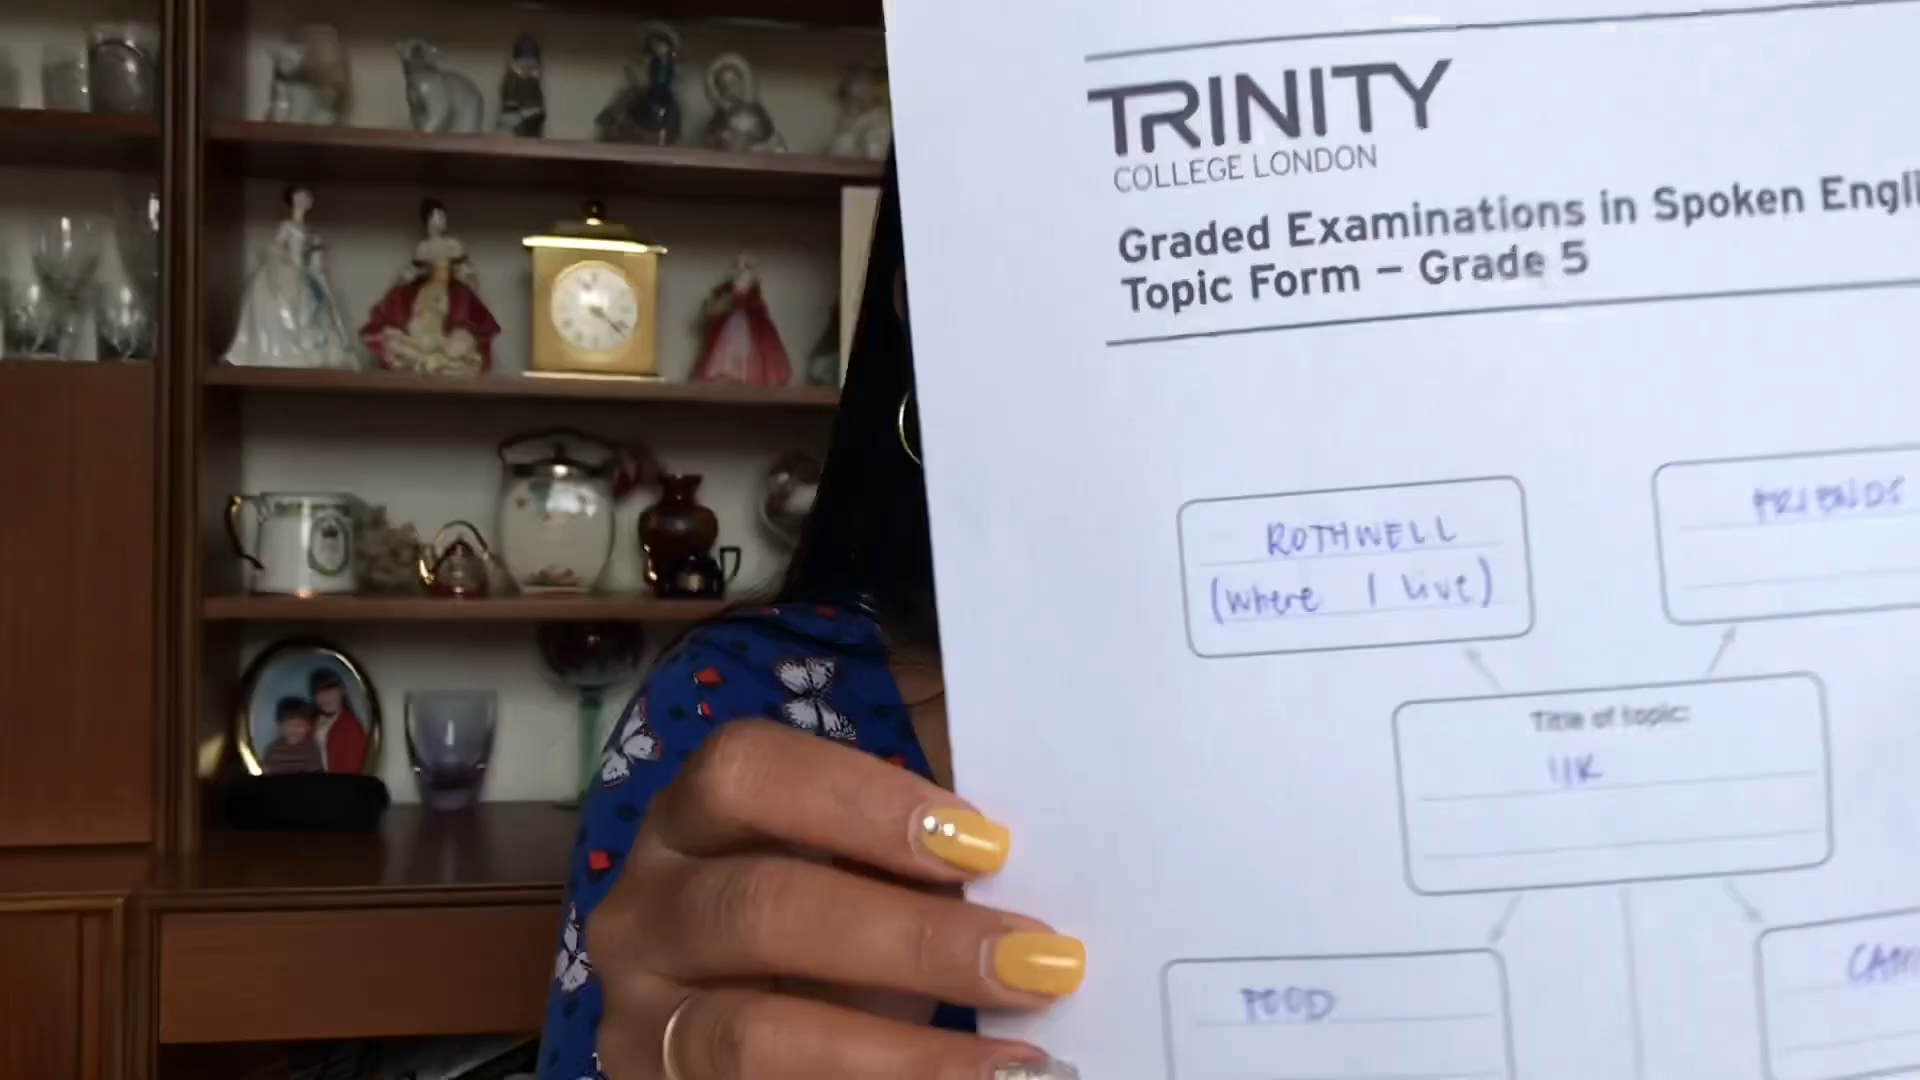 TRINITY
COLLEGE LONDON
Graded Examinations in Spoken Engli
Topic Form – Grade 5
ROTHWELL
(where I live)
FRIENDS
Title of topic:
UK
FOOD